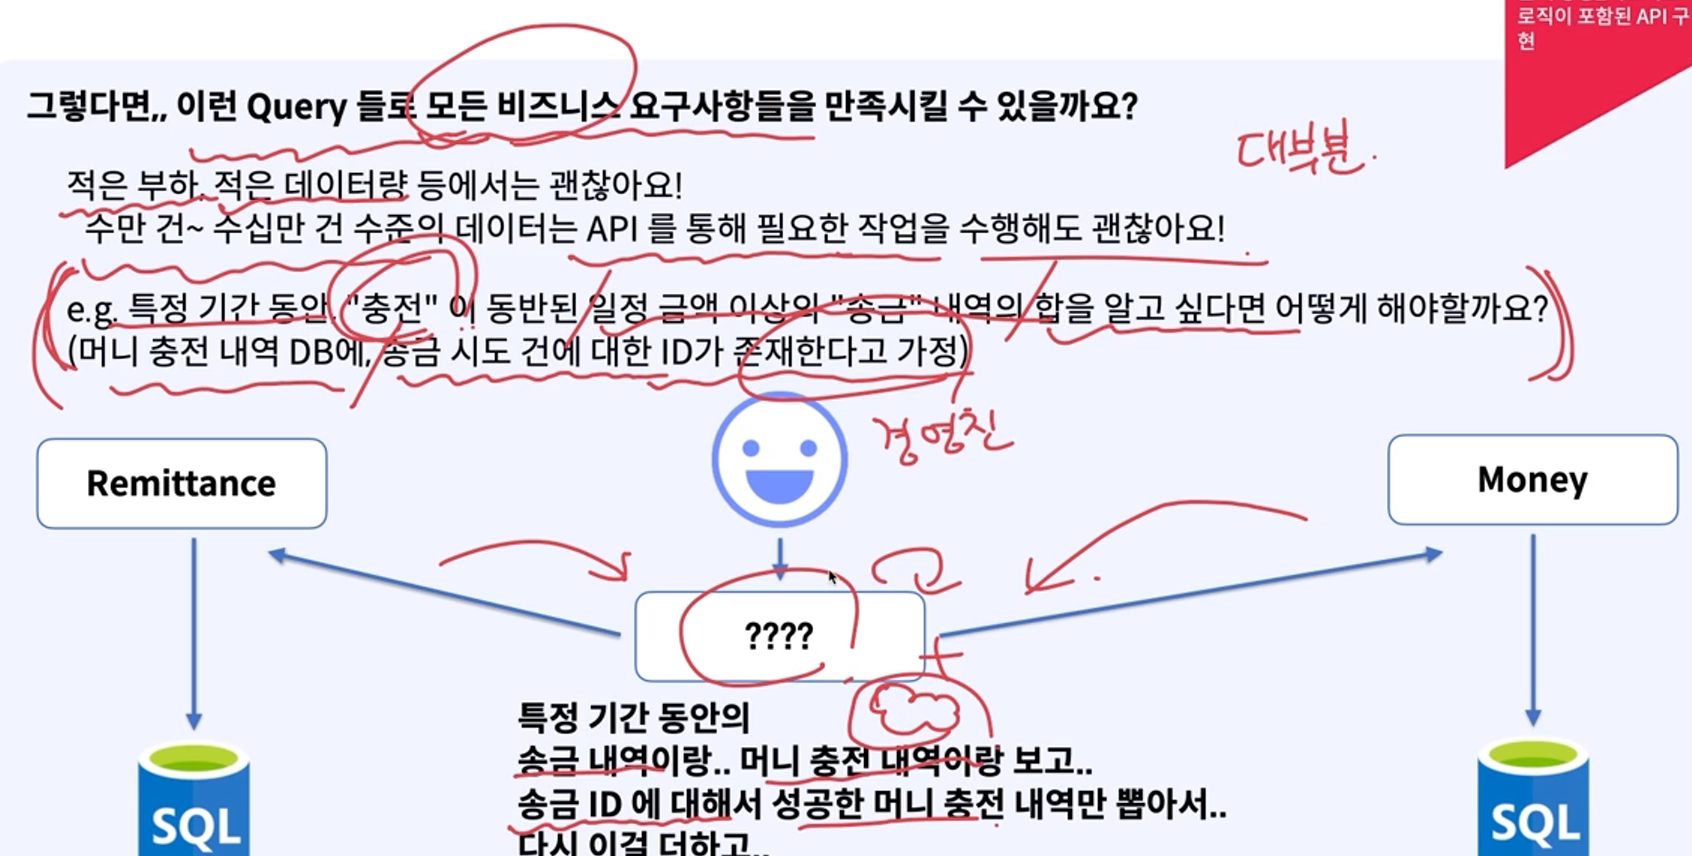 로직이 포함된 API 구
현
그렇다면,, 이런 Query 들로 모든 비즈니스 요구사항들을 만족시킬 수 있을까요?
대부분.
적은 부하, 적은 데이터량 등에서는 괜찮아요!
수만 건~ 수십만 건 수준의 데이터는 API 를 통해 필요한 작업을 수행해도 괜찮아요!
e.g. 특정 기간 동안, "충전" 이 동반된 일정 금액 이상의 "송금" 내역의 합을 알고 싶다면 어떻게 해야할까요?
(머니 충전 내역 DB에, 송금 시도 건에 대한 ID가 존재한다고 가정)
Remittance
Money
????
특정 기간 동안의
송금 내역이랑.. 머니 충전 내역이랑 보고..
송금 ID 에 대해서 성공한 머니 충전 내역만 뽑아서..
다시 이걸 더하고..
SQL
SQL